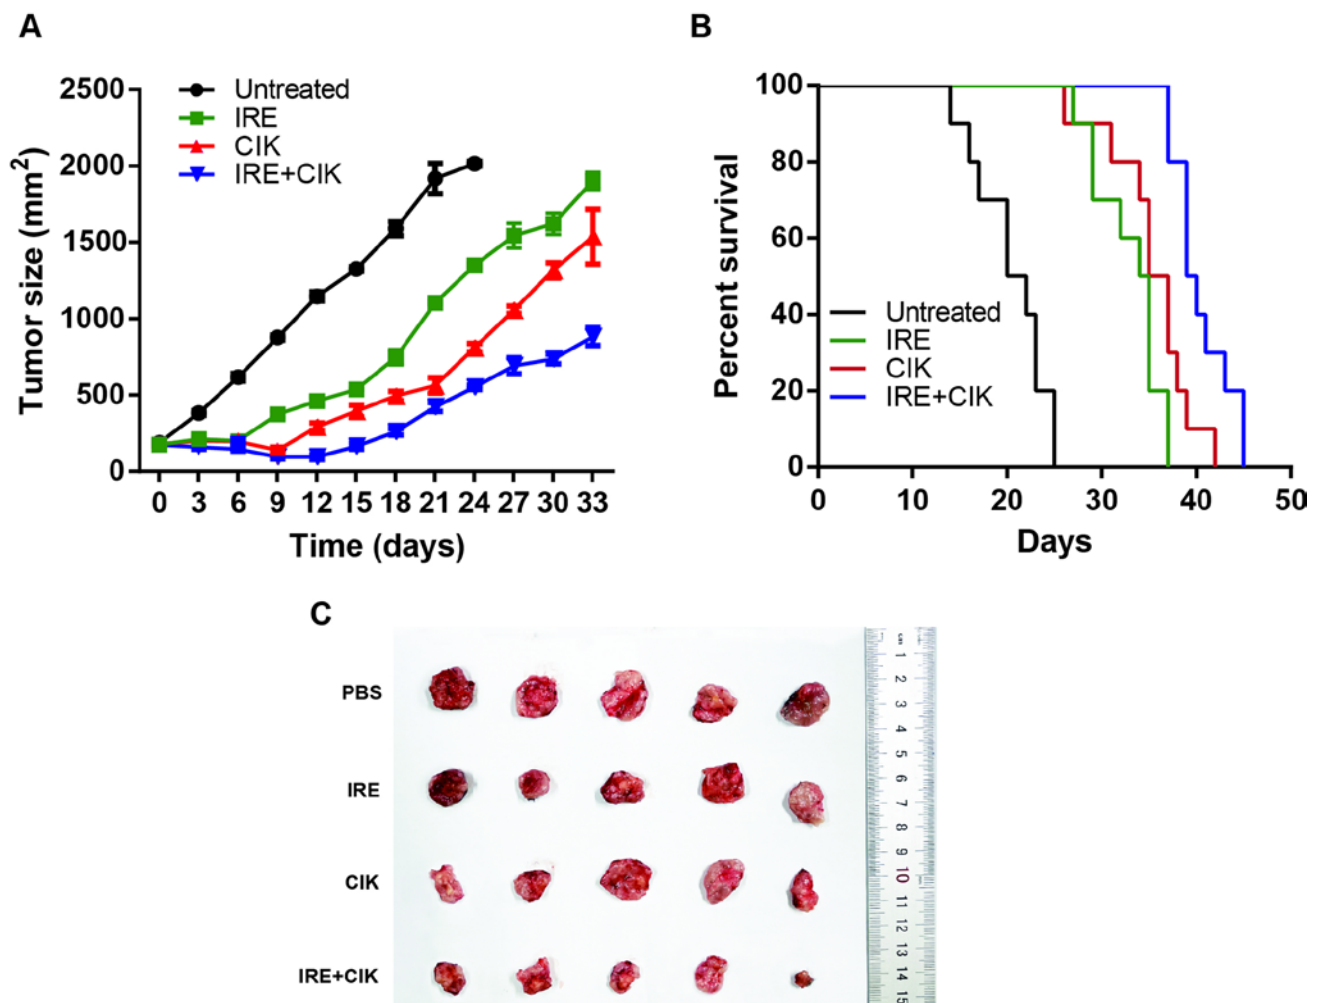 A
2500
2000
1500
1000
500
0
Tumor size (mm²)
Untreated
IRE
CIK
IRE+CIK
0 3 6 9 12 15 18 21 24 27 30 33
Time (days)
B
100
80
60
40
20
0
Percent survival
Untreated
IRE
CIK
IRE+CIK
0 10 20 30 40 50
Days
C
PBS
IRE
CIK
IRE+CIK
cm
1
2
3
4
5
6
7
8
9
10
11
12
13
14
15